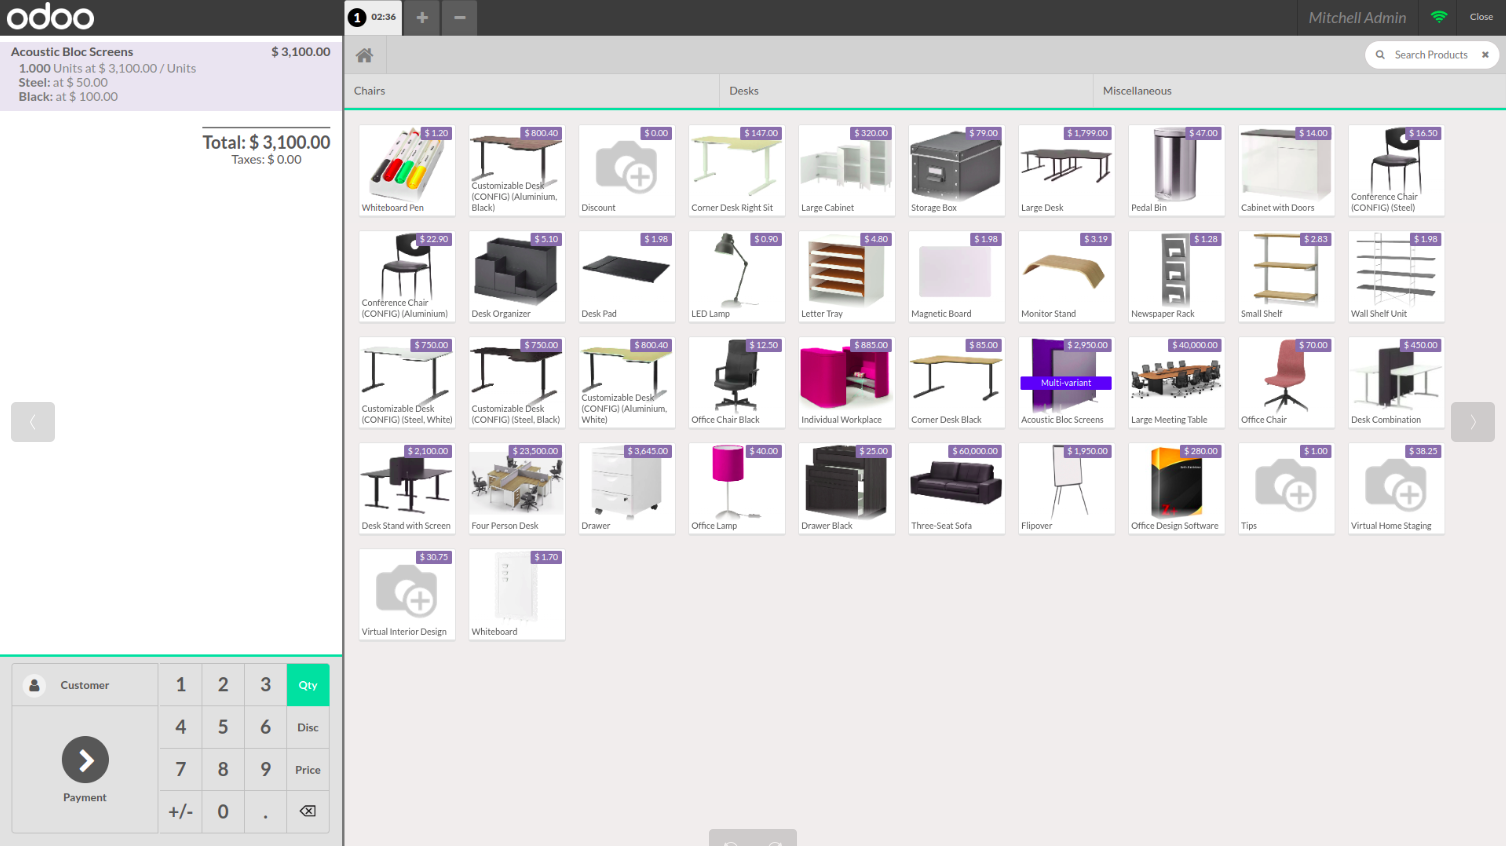 odoo
1 02:36 + −
Mitchell Admin
Close
Acoustic Bloc Screens $ 3,100.00
1.000 Units at $ 3,100.00 / Units
Steel: at $ 50.00
Black: at $ 100.00
Total: $ 3,100.00
Taxes: $ 0.00
Search Products
Chairs
Desks
Miscellaneous
$ 1.20
Whiteboard Pen
$ 800.40
Customizable Desk
(CONFIG) (Aluminium,
Black)
$ 0.00
Discount
$ 147.00
Corner Desk Right Sit
$ 320.00
Large Cabinet
$ 79.00
Storage Box
$ 1,799.00
Large Desk
$ 47.00
Pedal Bin
$ 14.00
Cabinet with Doors
$ 16.50
Conference Chair
(CONFIG) (Steel)
$ 22.90
Conference Chair
(CONFIG) (Aluminium)
$ 5.10
Desk Organizer
$ 1.98
Desk Pad
$ 0.90
LED Lamp
$ 4.80
Letter Tray
$ 1.98
Magnetic Board
$ 3.19
Monitor Stand
$ 1.28
Newspaper Rack
$ 2.83
Small Shelf
$ 1.98
Wall Shelf Unit
$ 750.00
Customizable Desk
(CONFIG) (Steel, White)
$ 750.00
Customizable Desk
(CONFIG) (Steel, Black)
$ 800.40
Customizable Desk
(CONFIG) (Aluminium,
White)
$ 12.50
Office Chair Black
$ 885.00
Individual Workplace
$ 85.00
Corner Desk Black
$ 2,950.00
Multi-variant
Acoustic Bloc Screens
$ 40,000.00
Large Meeting Table
$ 70.00
Office Chair
$ 450.00
Desk Combination
$ 2,100.00
Desk Stand with Screen
$ 23,500.00
Four Person Desk
$ 3,645.00
Drawer
$ 40.00
Office Lamp
$ 25.00
Drawer Black
$ 60,000.00
Three-Seat Sofa
$ 1,950.00
Flipover
$ 280.00
Office Design Software
$ 1.00
Tips
$ 38.25
Virtual Home Staging
$ 30.75
Virtual Interior Design
$ 1.70
Whiteboard
Customer
1 2 3 Qty
4 5 6 Disc
7 8 9 Price
+/- 0 .
Payment